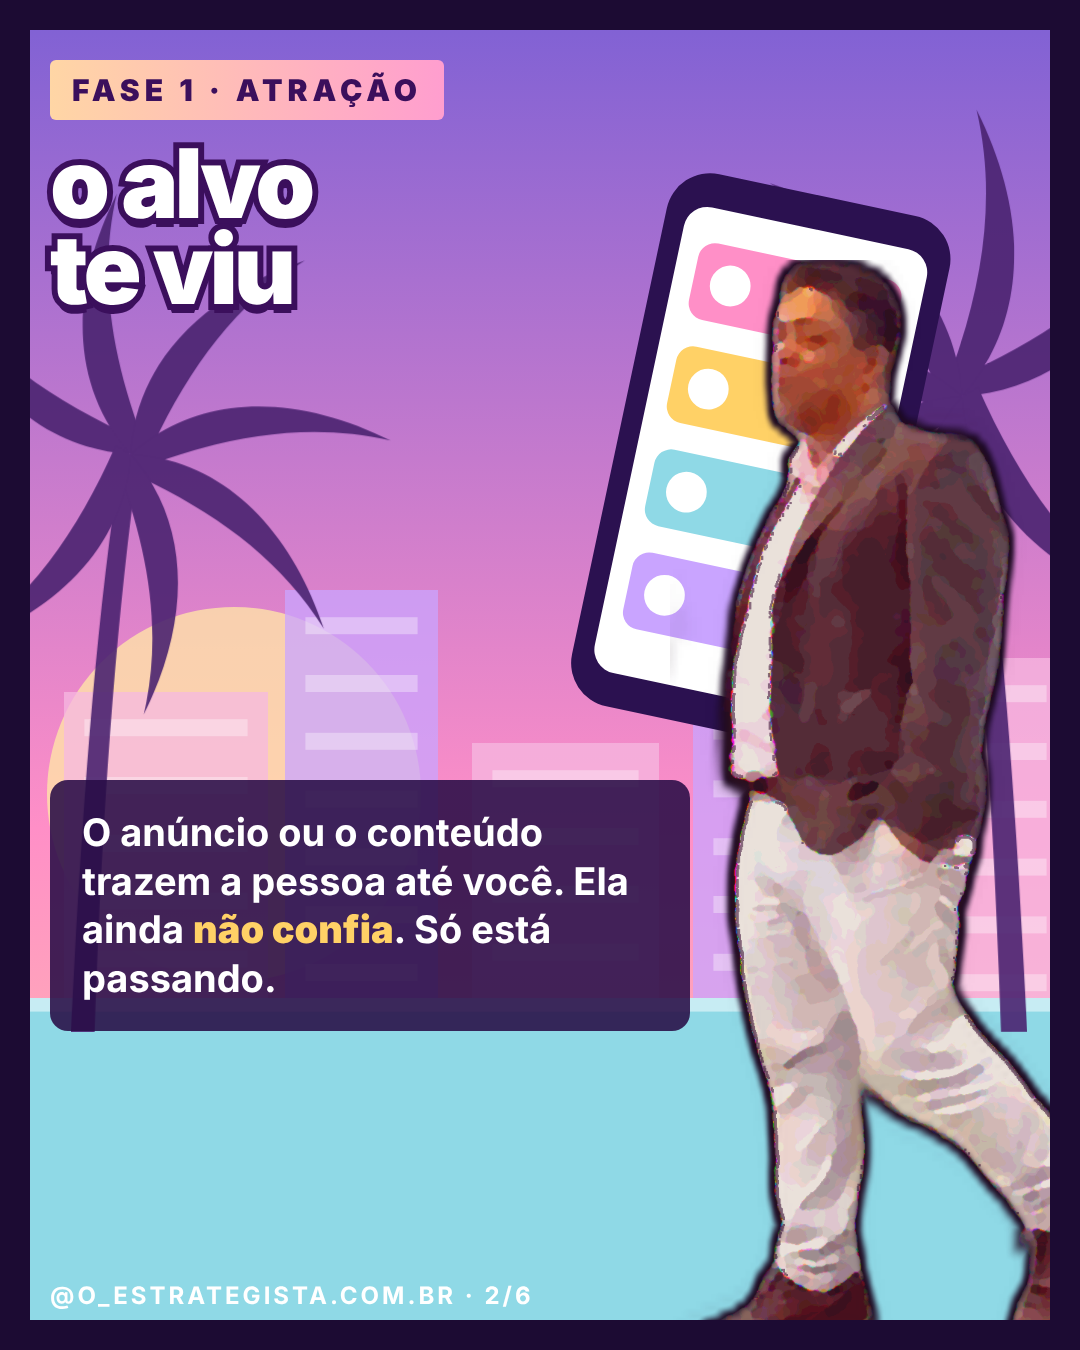 FASE 1 · ATRAÇÃO
o alvo
te viu
O anúncio ou o conteúdo
trazem a pessoa até você. Ela
ainda não confia. Só está
passando.
@O_ESTRATEGISTA.COM.BR · 2/6